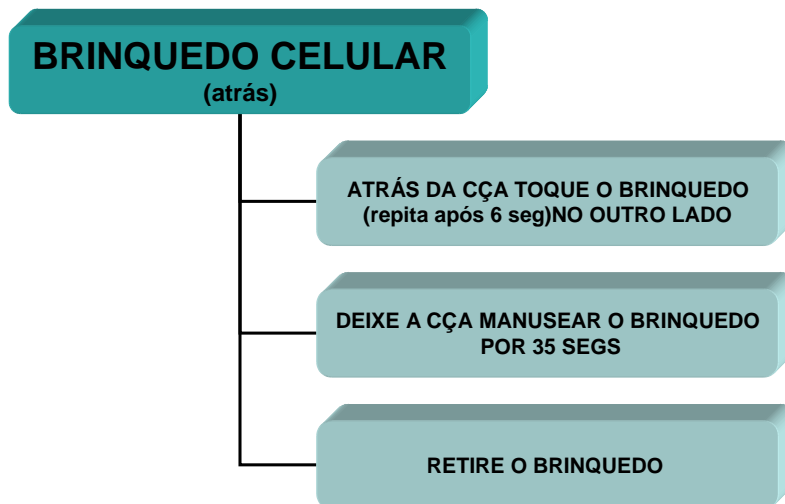 BRINQUEDO CELULAR
(atrás)
ATRÁS DA CÇA TOQUE O BRINQUEDO
(repita após 6 seg)NO OUTRO LADO
DEIXE A CÇA MANUSEAR O BRINQUEDO
POR 35 SEGS
RETIRE O BRINQUEDO